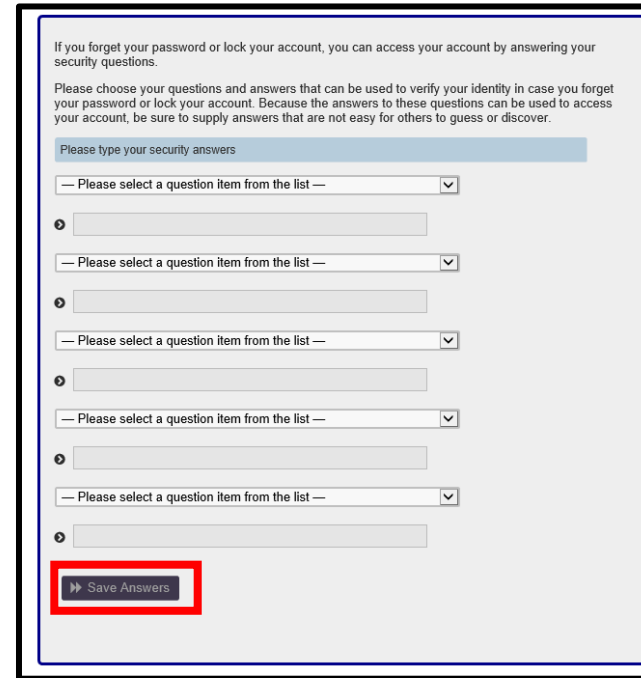 If you forget your password or lock your account, you can access your account by answering your
security questions.
Please choose your questions and answers that can be used to verify your identity in case you forget
your password or lock your account. Because the answers to these questions can be used to access
your account, be sure to supply answers that are not easy for others to guess or discover.
Please type your security answers
— Please select a question item from the list —
— Please select a question item from the list —
— Please select a question item from the list —
— Please select a question item from the list —
— Please select a question item from the list —
Save Answers